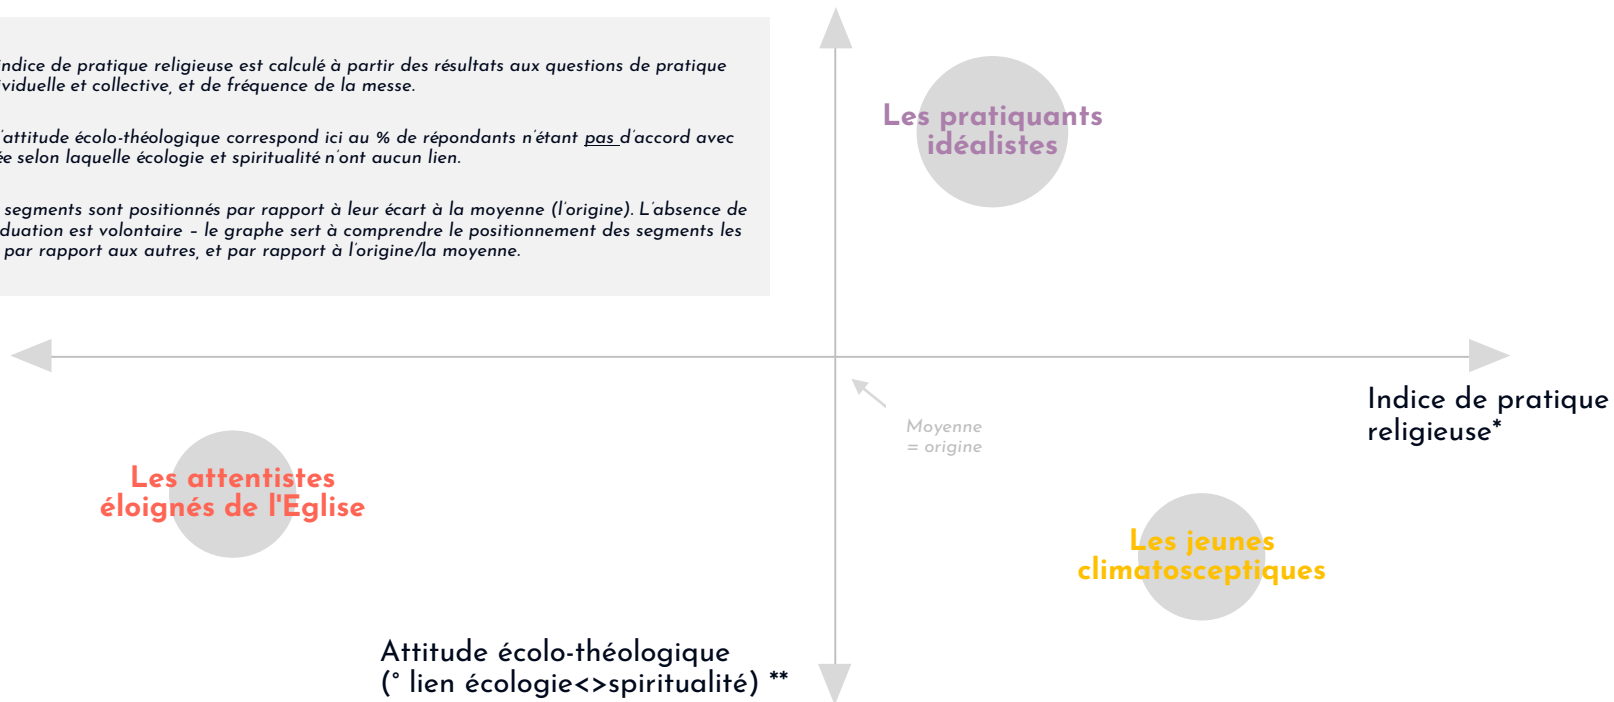 ndice de pratique religieuse est calculé à partir des résultats aux questions de pratique
viduelle et collective, et de fréquence de la messe.
'attitude écolo-théologique correspond ici au % de répondants n'étant pas d'accord avec
selon laquelle écologie et spiritualité n'ont aucun lien.
segments sont positionnés par rapport à leur écart à la moyenne (l'origine). L'absence de
duation est volontaire – le graphe sert à comprendre le positionnement des segments les
par rapport aux autres, et par rapport à l'origine/la moyenne.
Les pratiquants
idéalistes
Indice de pratique
religieuse*
Moyenne
= origine
Les attentistes
éloignés de l'Eglise
Les jeunes
climatosceptiques
Attitude écolo-théologique
(° lien écologie<>spiritualité) **